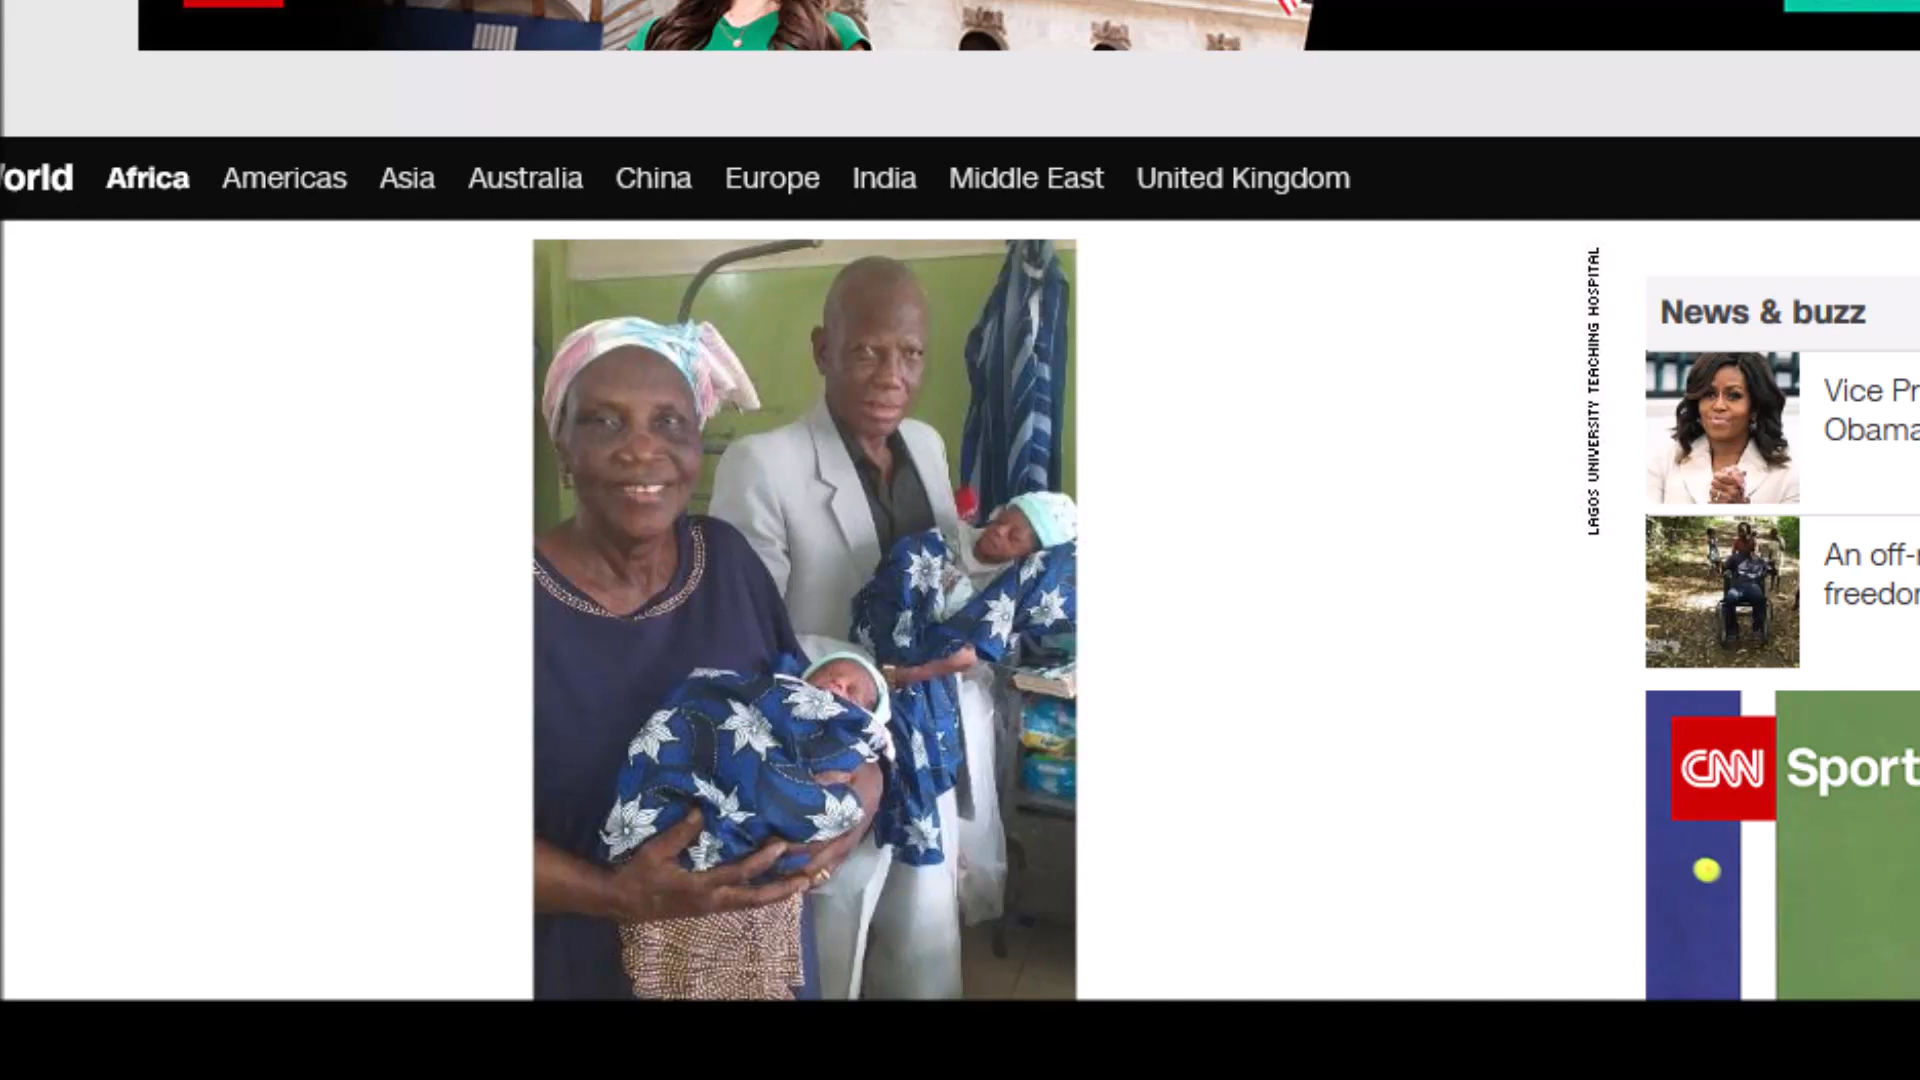 World Africa Americas Asia Australia China Europe India Middle East United Kingdom
LAGOS UNIVERSITY TEACHING HOSPITAL
News & buzz
Vice Pr
Obama
An off-r
freedor
CNN Sport